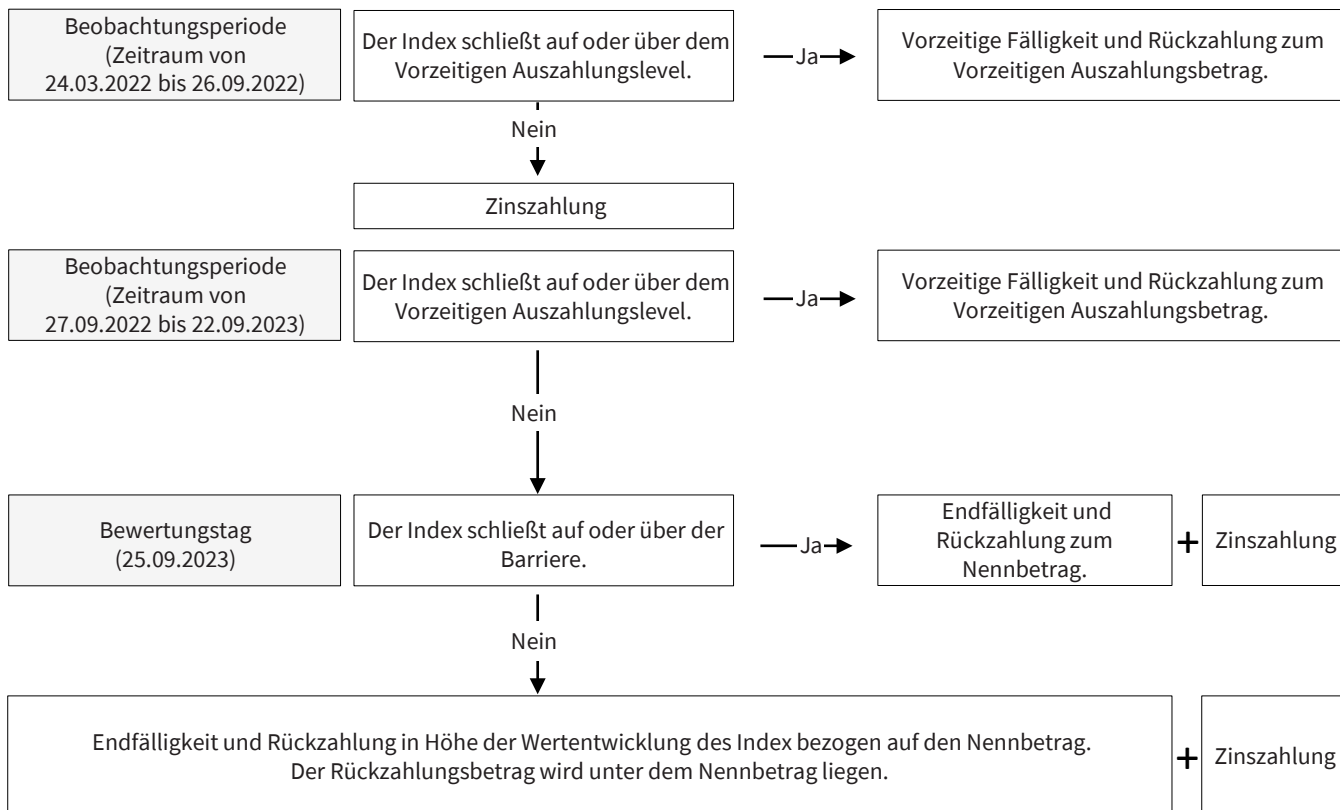 Beobachtungsperiode
(Zeitraum von
24.03.2022 bis 26.09.2022)
Der Index schließt auf oder über dem
Vorzeitigen Auszahlungslevel.
Ja
Vorzeitige Fälligkeit und Rückzahlung zum
Vorzeitigen Auszahlungsbetrag.
Nein
Zinszahlung
Beobachtungsperiode
(Zeitraum von
27.09.2022 bis 22.09.2023)
Der Index schließt auf oder über dem
Vorzeitigen Auszahlungslevel.
Ja
Vorzeitige Fälligkeit und Rückzahlung zum
Vorzeitigen Auszahlungsbetrag.
Nein
Bewertungstag
(25.09.2023)
Der Index schließt auf oder über der
Barriere.
Ja
Endfälligkeit und
Rückzahlung zum
Nennbetrag.
+
Zinszahlung
Nein
Endfälligkeit und Rückzahlung in Höhe der Wertentwicklung des Index bezogen auf den Nennbetrag.
Der Rückzahlungsbetrag wird unter dem Nennbetrag liegen.
+
Zinszahlung